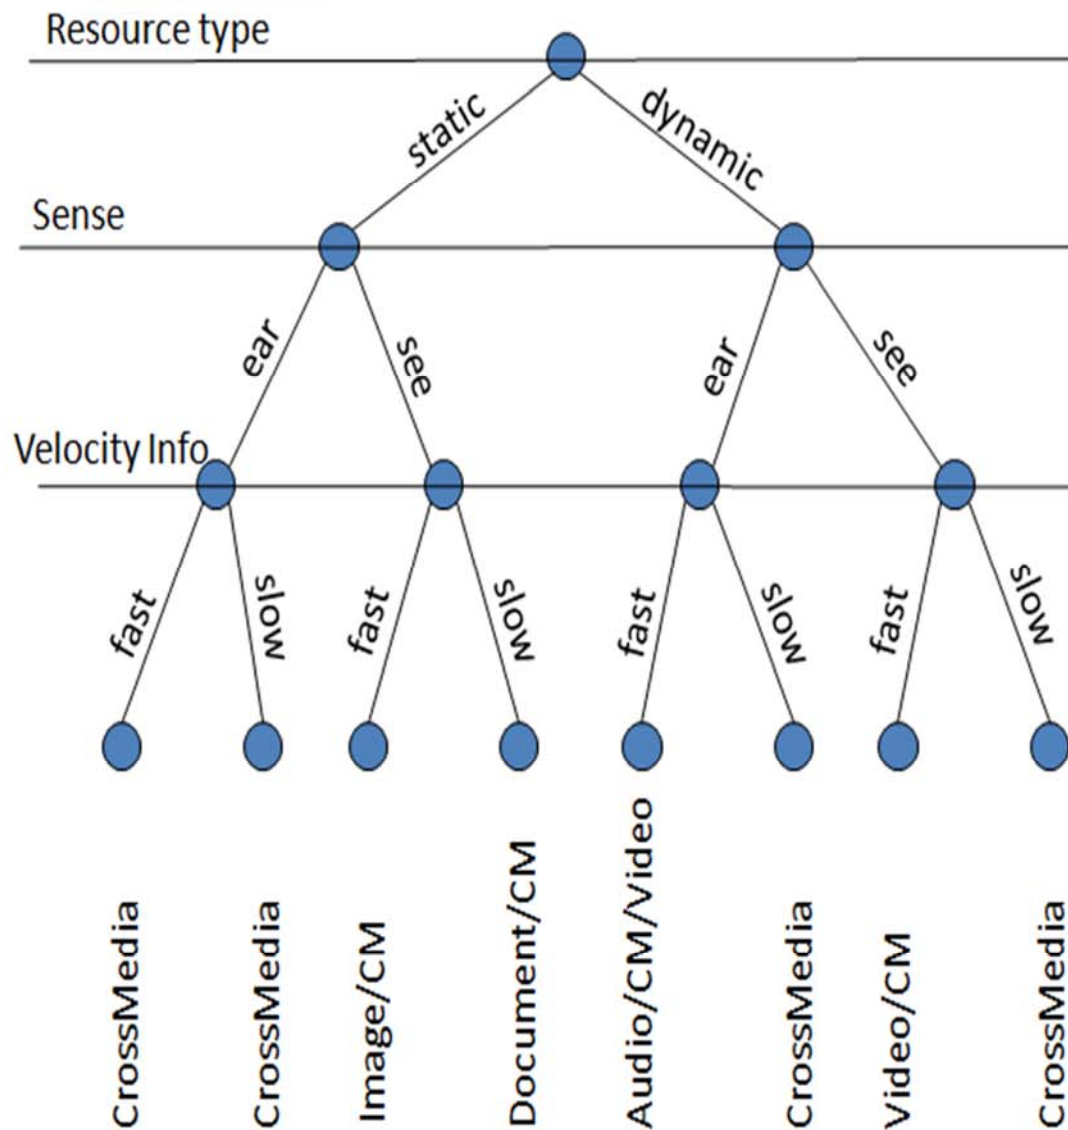 Resource type
static
dynamic
Sense
ear
see
ear
see
Velocity Info
fast
slow
fast
slow
fast
slow
fast
slow
CrossMedia
CrossMedia
Image/CM
Document/CM
Audio/CM/Video
CrossMedia
Video/CM
CrossMedia